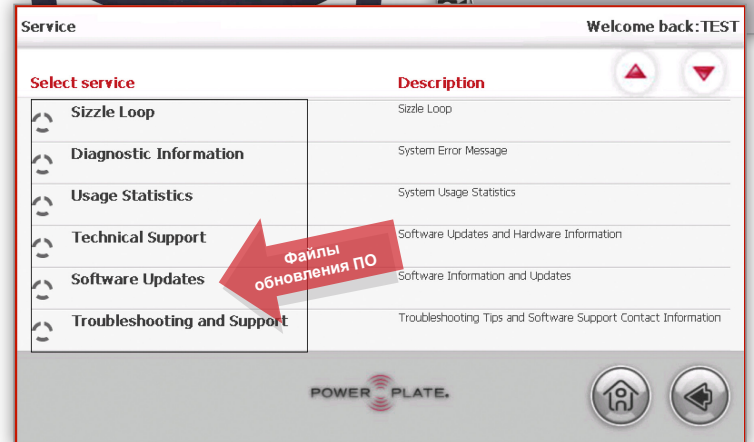 Service Welcome back:TEST
Select service Description
Sizzle Loop Sizzle Loop
Diagnostic Information System Error Message
Usage Statistics System Usage Statistics
Technical Support Software Updates and Hardware Information
Файлы
обновления ПО
Software Updates Software Information and Updates
Troubleshooting and Support Troubleshooting Tips and Software Support Contact Information
POWER PLATE.